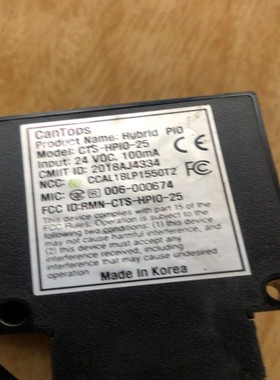 CanTops
Product Name: Hybrid PIO
Model: CTS-HPIO-25
Input: 24 VDC, 100mA
CMIIT ID: 2018AJ4334
NCC: CCAL18LP1550T2
MIC: R 006-000674
FCC ID:RMN-CTS-HPIO-25
This device complies with part 15 of the
FCC Rules. Operation is subject to the
following two conditions: (1) this device
may not cause harmful interference, and
(2) this device must accept any
interference received, including
interference that may cause undesired
operation.
Made in Korea
CE
FC